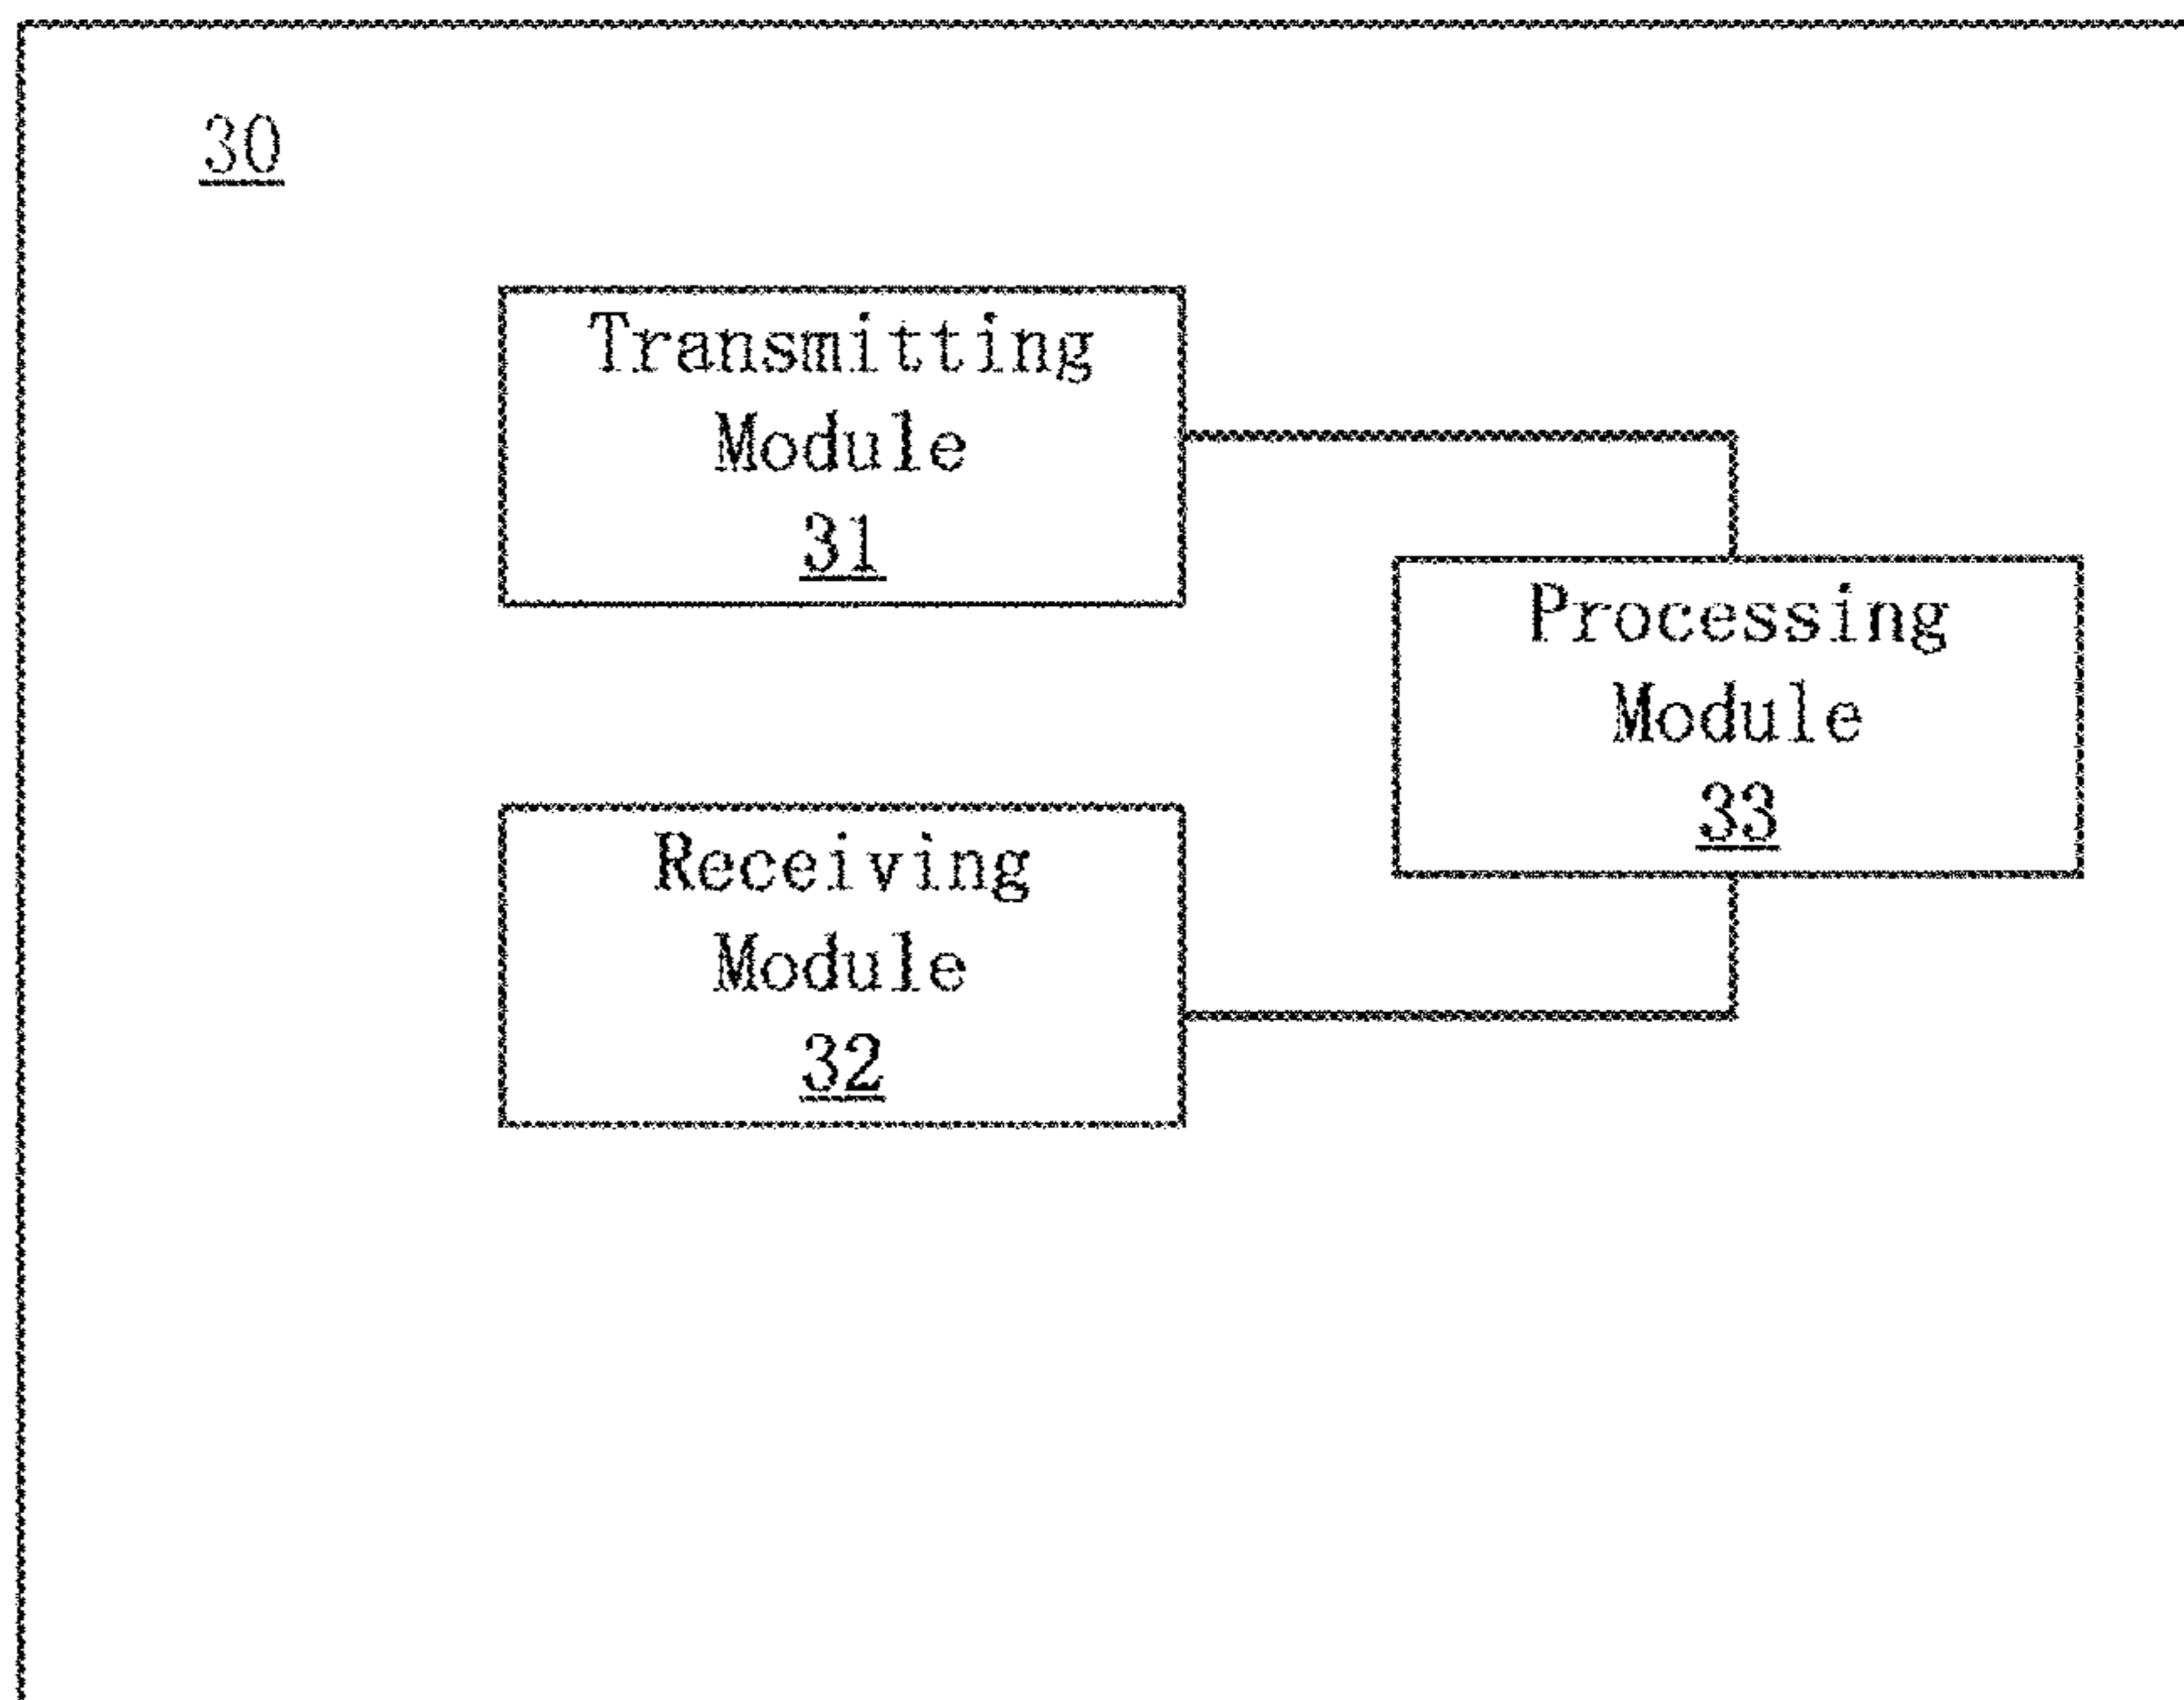 30
Transmitting
Module
31
Processing
Module
33
Receiving
Module
32